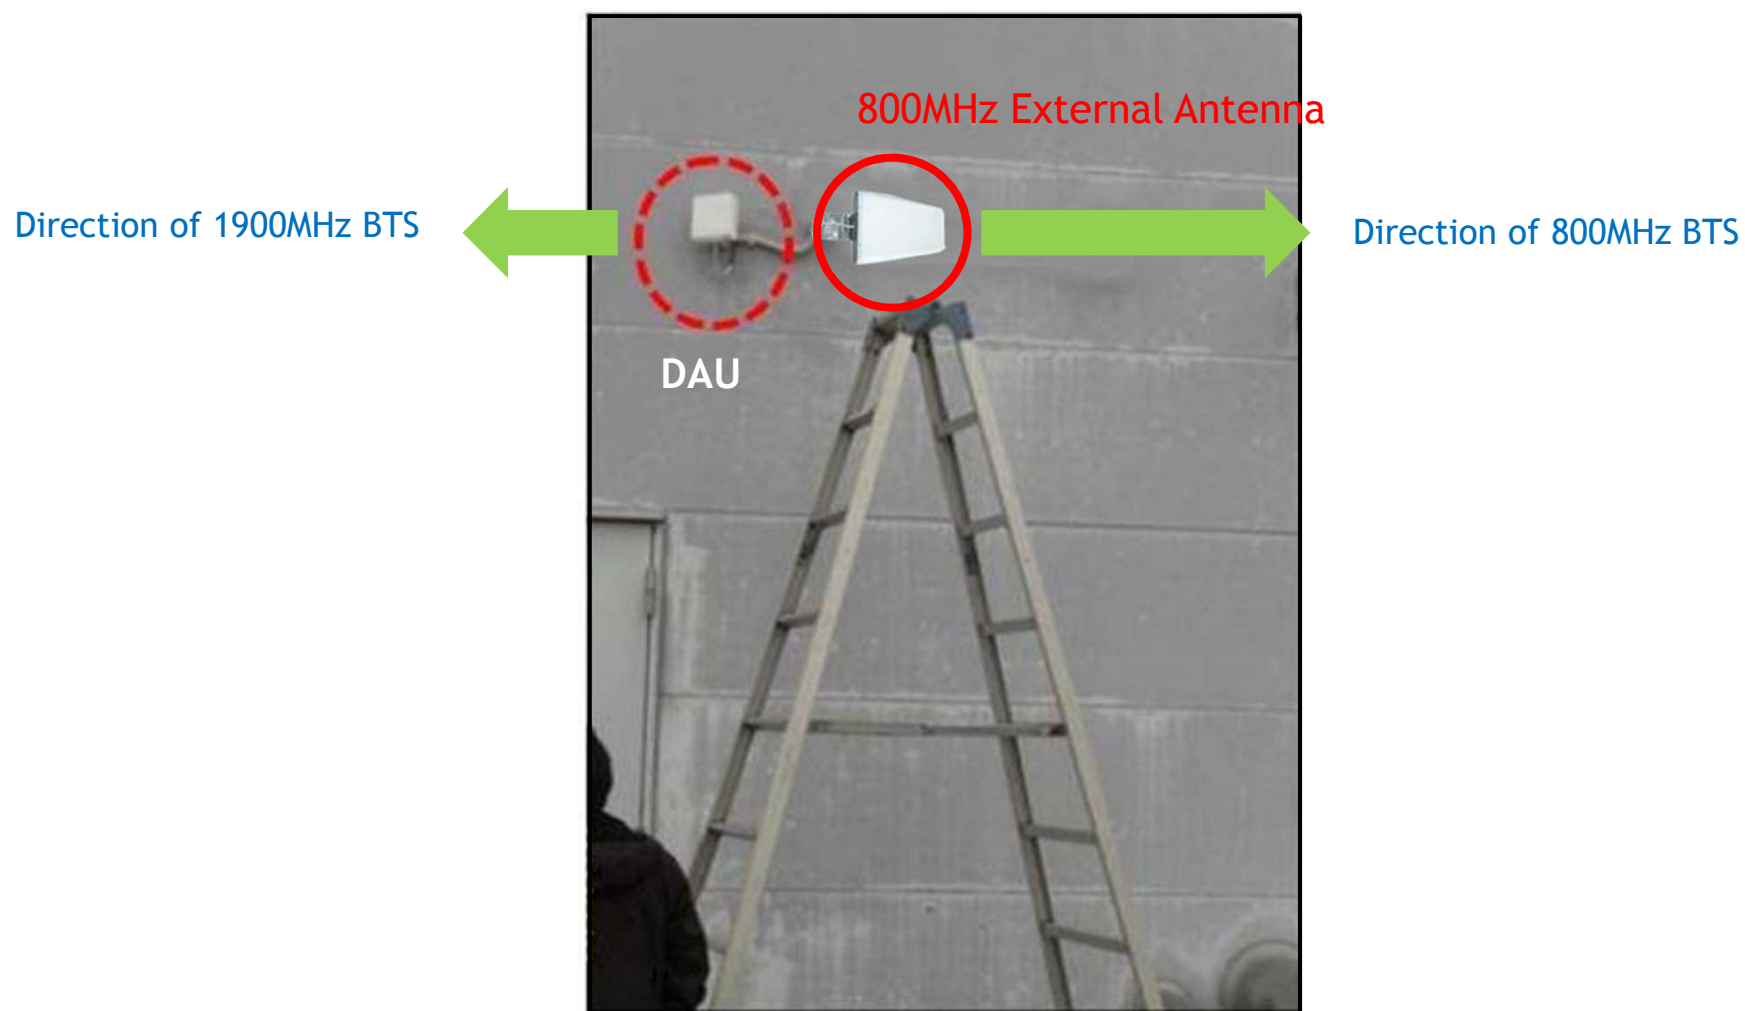 800MHz External Antenna
Direction of 1900MHz BTS
Direction of 800MHz BTS
DAU